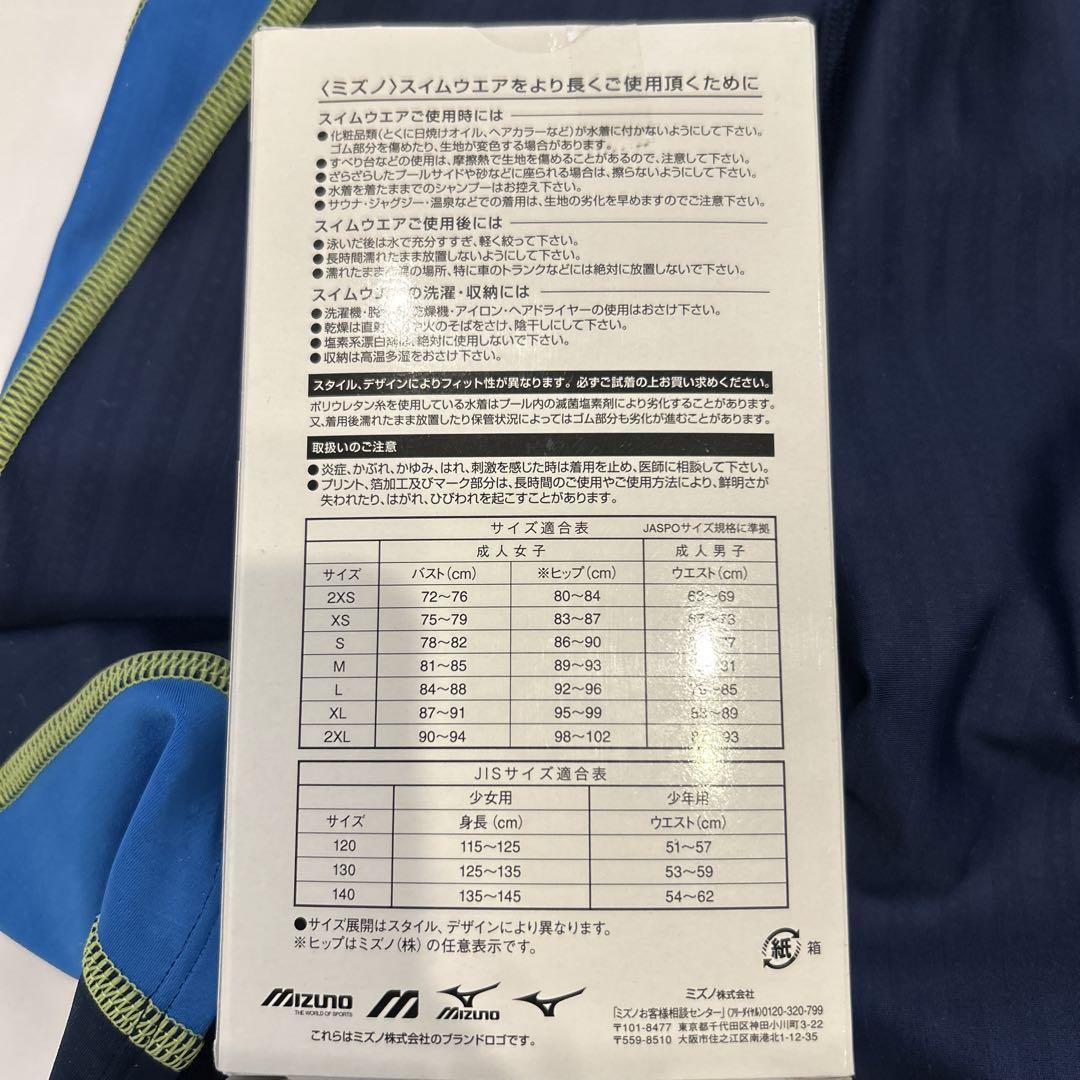 〈ミズノ〉スイムウエアをより長くご使用頂くために
スイムウエアご使用時には
●化粧品類(とくに日焼けオイル、ヘアカラーなど)が水着に付かないようにして下さい。
ゴム部分を傷めたり、生地が変色する場合があります。
●すべり台などの使用は、摩擦熱で生地を傷めることがあるので、注意して下さい。
●ざらざらしたプールサイドや砂などに座られる場合は、擦らないようにして下さい。
●水着を着たままでのシャンプーはお控え下さい。
●サウナ・ジャグジー・温泉などでの着用は、生地の劣化を早めますのでご注意下さい。
スイムウエアご使用後には
●泳いだ後は水で充分すすぎ、軽く絞って下さい。
●長時間濡れたまま放置しないようにして下さい。
●濡れたまま の場所、特に車のトランクなどには絶対に放置しないで下さい。
スイムウ の洗濯・収納には
●洗濯機・脱 乾燥機・アイロン・ヘアドライヤーの使用はおさけ下さい。
●乾燥は直射 や火のそばをさけ、陰干しにして下さい。
●塩素系漂白剤は、絶対に使用しないで下さい。
●収納は高温多湿をおさけ下さい。
スタイル、デザインによりフィット性が異なります。必ずご試着の上お買い求めください。
ポリウレタン糸を使用している水着はプール内の滅菌塩素剤により劣化することがあります。
又、着用後濡れたまま放置したり保管状況によってはゴム部分も劣化が進むことがあります。
取扱いのご注意
●炎症、かぶれ、かゆみ、はれ、刺激を感じた時は着用を止め、医師に相談して下さい。
●プリント、箔加工及びマーク部分は、長時間のご使用やご使用方法により、鮮明さが
失われたり、はがれ、ひびわれを起こすことがあります。
サイズ適合表 JASPOサイズ規格に準拠
成人女子 成人男子
サイズ バスト(cm) ※ヒップ(cm) ウエスト(cm)
2XS 72〜76 80〜84 63〜69
XS 75〜79 83〜87
S 78〜82 86〜90
M 81〜85 89〜93
L 84〜88 92〜96
XL 87〜91 95〜99
2XL 90〜94 98〜102
JISサイズ適合表
少女用 少年用
サイズ 身長(cm) ウエスト(cm)
120 115〜125 51〜57
130 125〜135 53〜59
140 135〜145 54〜62
●サイズ展開はスタイル、デザインにより異なります。
※ヒップはミズノ(株)の任意表示です。
紙 箱
MIZUNO
THE WORLD OF SPORTS
MIZUNO
これらはミズノ株式会社のブランドロゴです。
ミズノ株式会社
「ミズノお客様相談センター」(フリーダイヤル)0120-320-799
〒101-8477 東京都千代田区神田小川町3-22
〒559-8510 大阪市住之江区南港北1-12-35